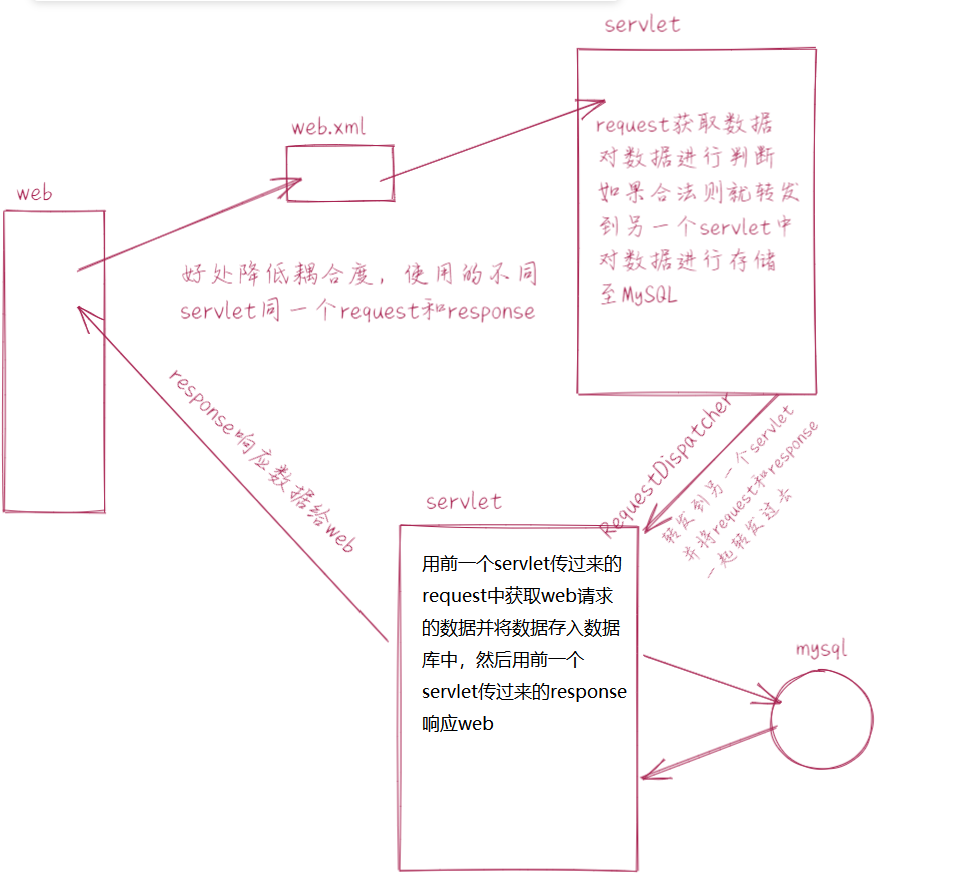 servlet
web.xml
web
request获取数据
对数据进行判断
如果合法则就转发
到另一个servlet中
对数据进行存储
至MySQL
好处降低耦合度，使用的不同
servlet同一个request和response
response响应数据给web
RequestDispatcher
转发到另一个servlet
并将request和response
一起转发过去
servlet
用前一个servlet传过来的
request中获取web请求
的数据并将数据存入数据
库中，然后用前一个
servlet传过来的response
响应web
mysql